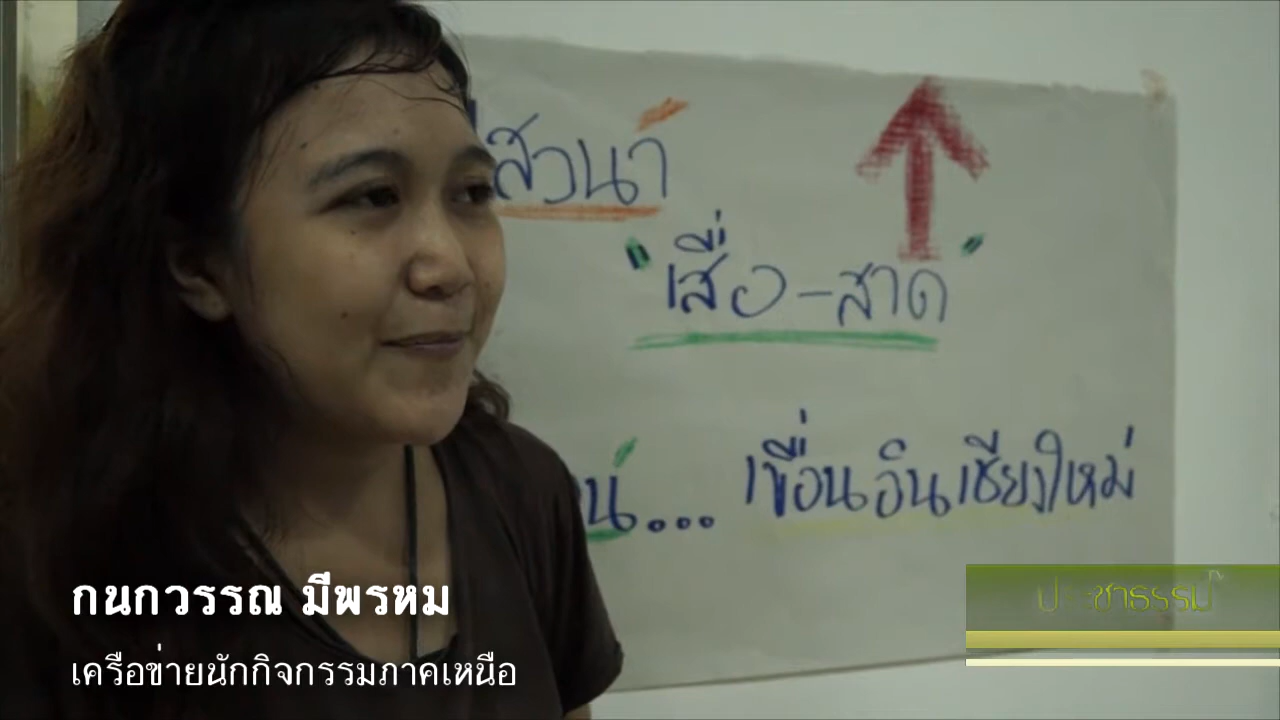 สวนา
"เสื่อ-สาด"
น์... เขื่อนอินเชียงใหม่
กนกวรรณ มีพรหม
เครือข่ายนักกิจกรรมภาคเหนือ
ประชาธรรม